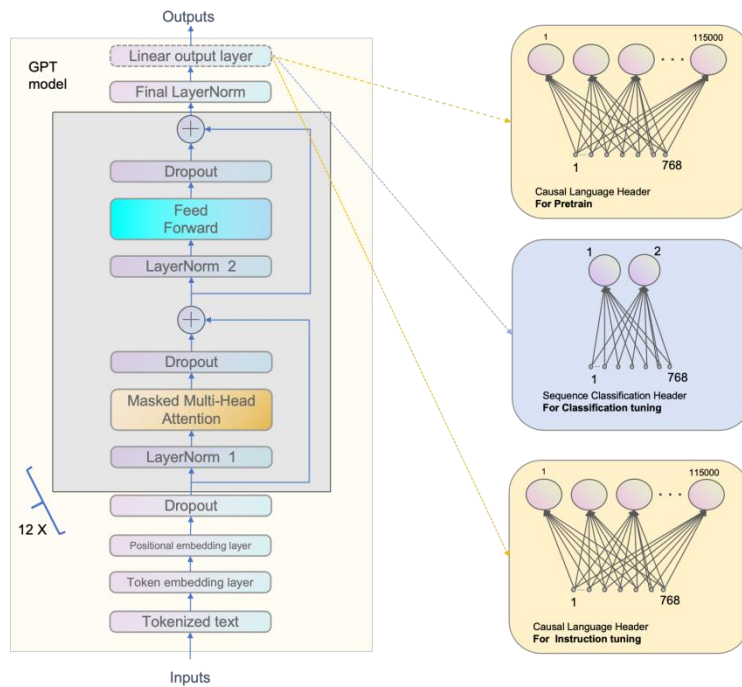 Outputs
GPT
model
Linear output layer
Final LayerNorm
Dropout
Feed
Forward
LayerNorm 2
Dropout
Masked Multi-Head
Attention
LayerNorm 1
12 X
Dropout
Positional embedding layer
Token embedding layer
Tokenized text
Inputs
1
115000
1
768
Causal Language Header
For Pretrain
1
2
1
768
Sequence Classification Header
For Classification tuning
1
115000
1
768
Causal Language Header
For Instruction tuning